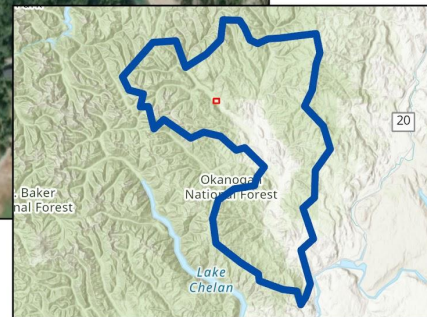 20
Okanogan
National Forest
. Baker
nal Forest
Lake
Chelan